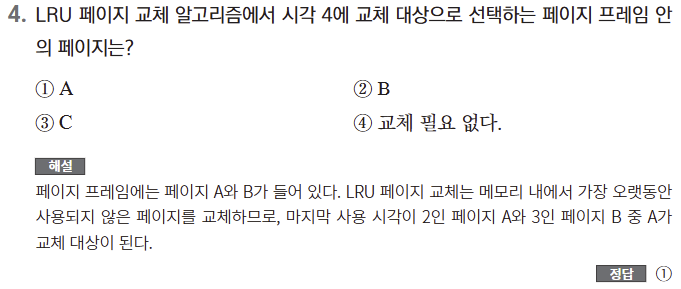 4. LRU 페이지 교체 알고리즘에서 시각 4에 교체 대상으로 선택하는 페이지 프레임 안
의 페이지는?
① A ② B
③ C ④ 교체 필요 없다.
해설
페이지 프레임에는 페이지 A와 B가 들어 있다. LRU 페이지 교체는 메모리 내에서 가장 오랫동안
사용되지 않은 페이지를 교체하므로, 마지막 사용 시각이 2인 페이지 A와 3인 페이지 B 중 A가
교체 대상이 된다.
정답 ①